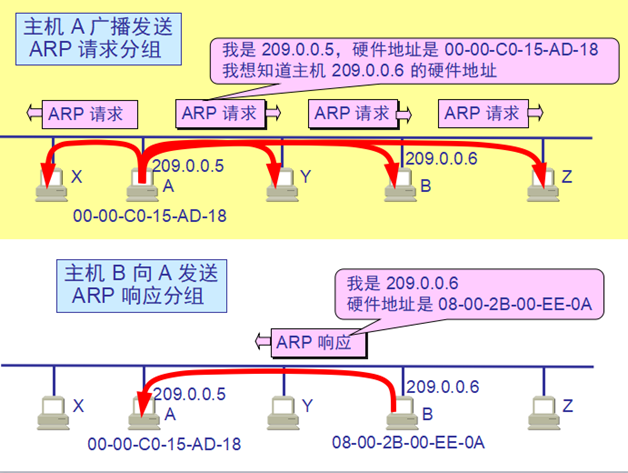 主机 A 广播发送
ARP 请求分组
我是 209.0.0.5，硬件地址是 00-00-C0-15-AD-18
我想知道主机 209.0.0.6 的硬件地址
ARP 请求
ARP 请求
ARP 请求
ARP 请求
209.0.0.5
209.0.0.6
X
A
Y
B
Z
00-00-C0-15-AD-18
主机 B 向 A 发送
ARP 响应分组
我是 209.0.0.6
硬件地址是 08-00-2B-00-EE-0A
ARP 响应
209.0.0.5
209.0.0.6
X
A
Y
B
Z
00-00-C0-15-AD-18
08-00-2B-00-EE-0A